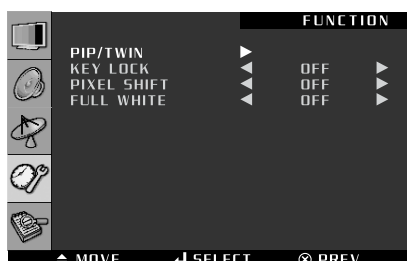 FUNCTION
PIP/TWIN
KEY LOCK OFF
PIXEL SHIFT OFF
FULL WHITE OFF
MOVE SELECT PREV